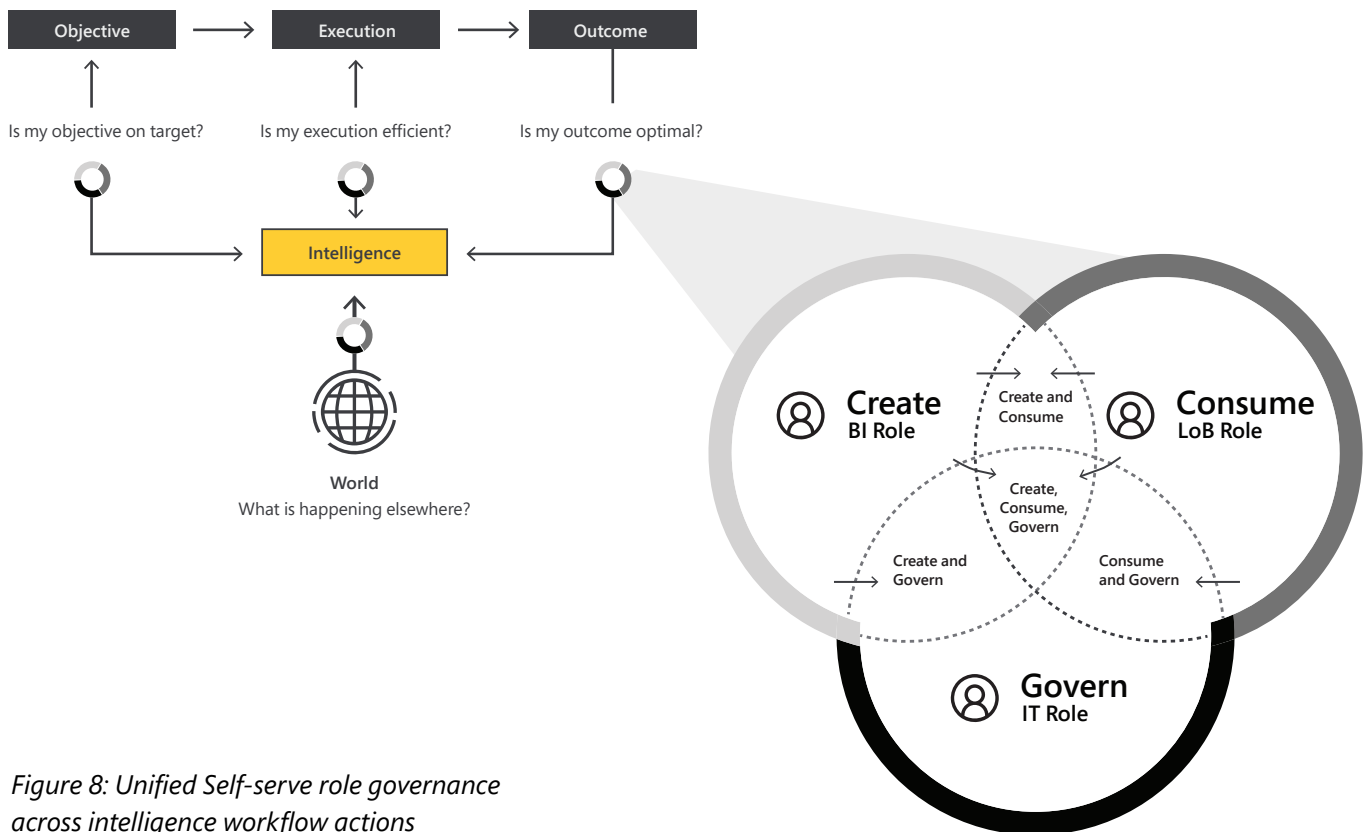 Objective
Execution
Outcome
Is my objective on target?
Is my execution efficient?
Is my outcome optimal?
Intelligence
World
What is happening elsewhere?
Create
BI Role
Create and
Consume
Consume
LoB Role
Create,
Consume,
Govern
Create and
Govern
Consume
and Govern
Govern
IT Role
Figure 8: Unified Self-serve role governance
across intelligence workflow actions